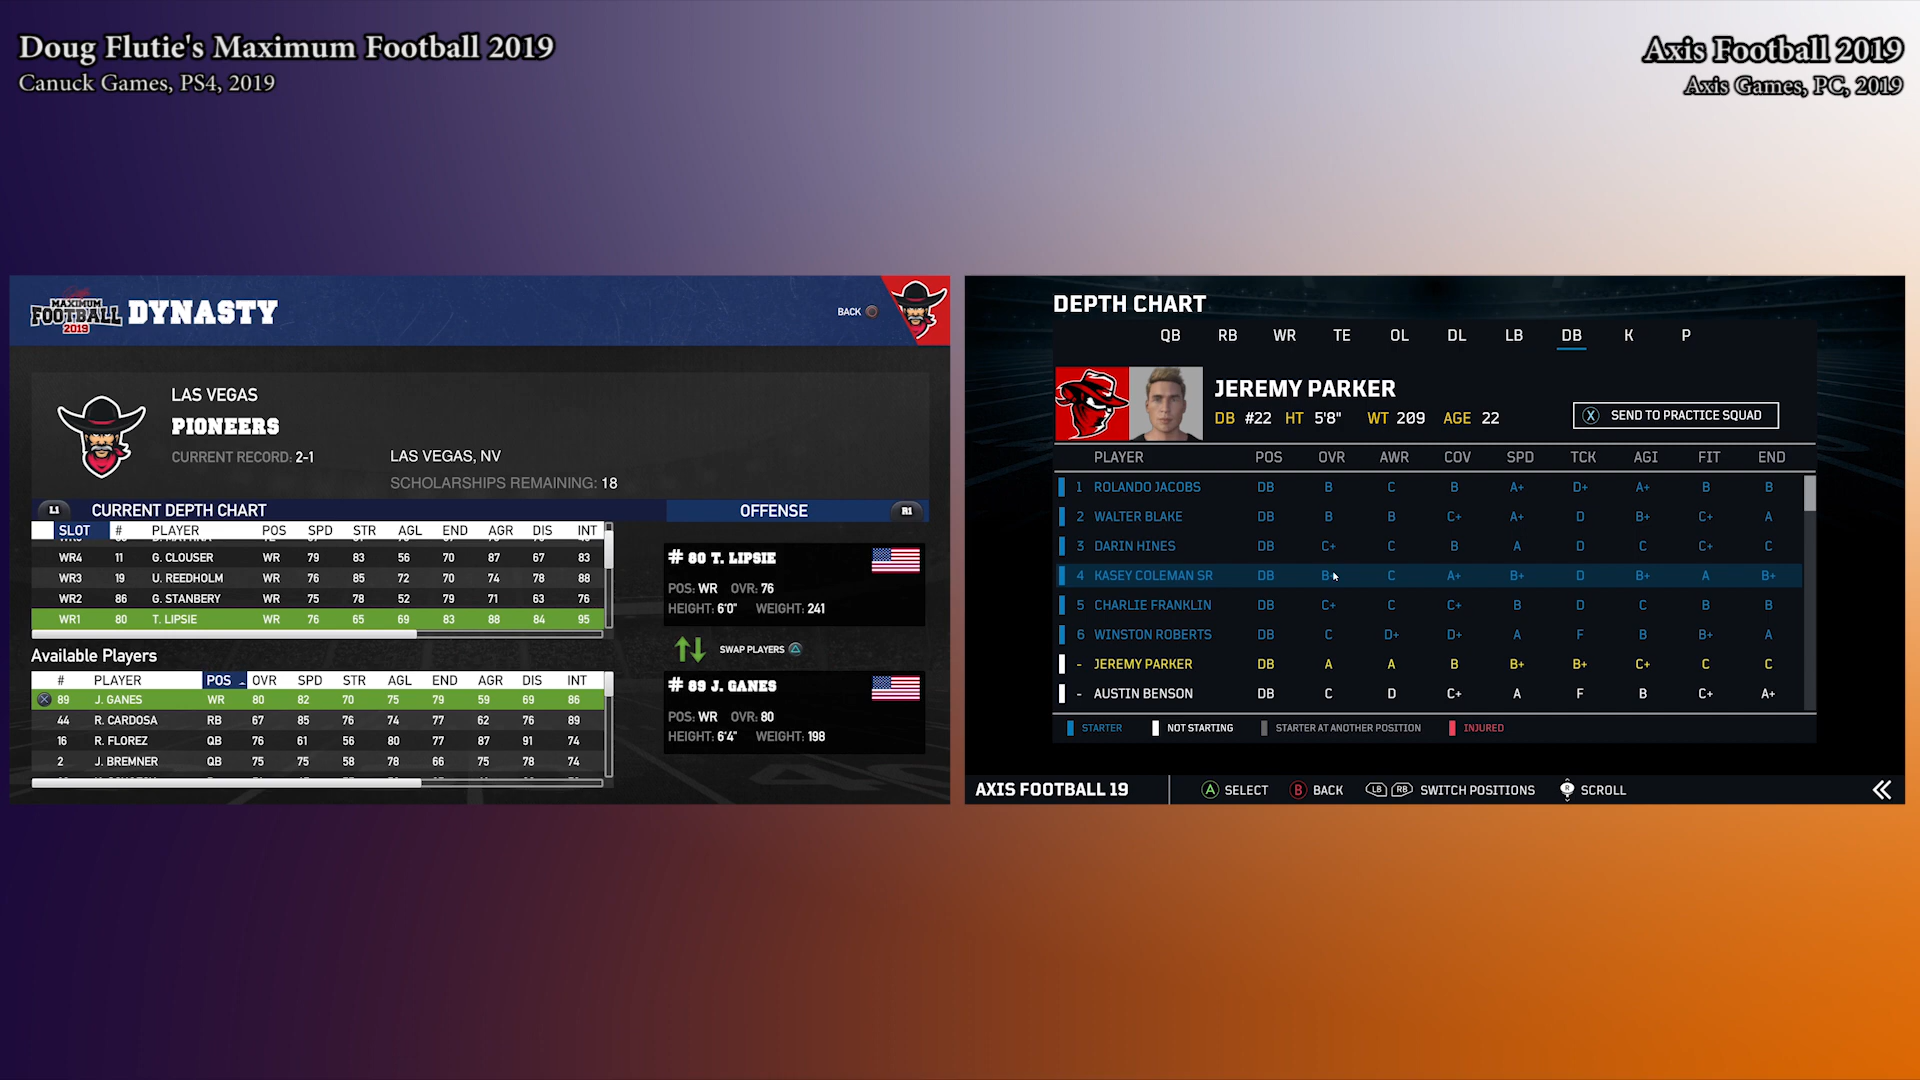 Doug Flutie's Maximum Football 2019
Canuck Games, PS4, 2019
Axis Football 2019
Axis Games, PC, 2019
MAXIMUM FOOTBALL 2019 DYNASTY
BACK
LAS VEGAS
PIONEERS
CURRENT RECORD: 2-1
LAS VEGAS, NV
SCHOLARSHIPS REMAINING: 18
L1 CURRENT DEPTH CHART OFFENSE R1
SLOT # PLAYER POS SPD STR AGL END AGR DIS INT
WR4 11 G. CLOUSER WR 79 83 56 70 87 67 83
WR3 19 U. REEDHOLM WR 76 85 72 70 74 78 88
WR2 86 G. STANBERY WR 75 78 52 79 71 63 76
WR1 80 T. LIPSIE WR 76 65 69 83 88 84 95
# 80 T. LIPSIE
POS: WR OVR: 76
HEIGHT: 6'0" WEIGHT: 241
SWAP PLAYERS
# 89 J. GANES
POS: WR OVR: 80
HEIGHT: 6'4" WEIGHT: 198
Available Players
# PLAYER POS OVR SPD STR AGL END AGR DIS INT
89 J. GANES WR 80 82 70 75 79 59 69 86
44 R. CARDOSA RB 67 85 76 74 77 62 76 89
16 R. FLOREZ QB 76 61 56 80 77 87 91 74
2 J. BREMNER QB 75 75 58 78 66 75 78 74
DEPTH CHART
QB RB WR TE OL DL LB DB K P
JEREMY PARKER
DB #22 HT 5'8" WT 209 AGE 22
X SEND TO PRACTICE SQUAD
PLAYER POS OVR AWR COV SPD TCK AGI FIT END
1 ROLANDO JACOBS DB B C B A+ D+ A+ B B
2 WALTER BLAKE DB B B C+ A+ D B+ C+ A
3 DARIN HINES DB C+ C B A D C C+ C
4 KASEY COLEMAN SR DB B C A+ B+ D B+ A B+
5 CHARLIE FRANKLIN DB C+ C C+ B D C B B
6 WINSTON ROBERTS DB C D+ D+ A F B B+ A
- JEREMY PARKER DB A A B B+ B+ C+ C C
- AUSTIN BENSON DB C D C+ A F B C+ A+
STARTER NOT STARTING STARTER AT ANOTHER POSITION INJURED
AXIS FOOTBALL 19 A SELECT B BACK LB RB SWITCH POSITIONS R SCROLL